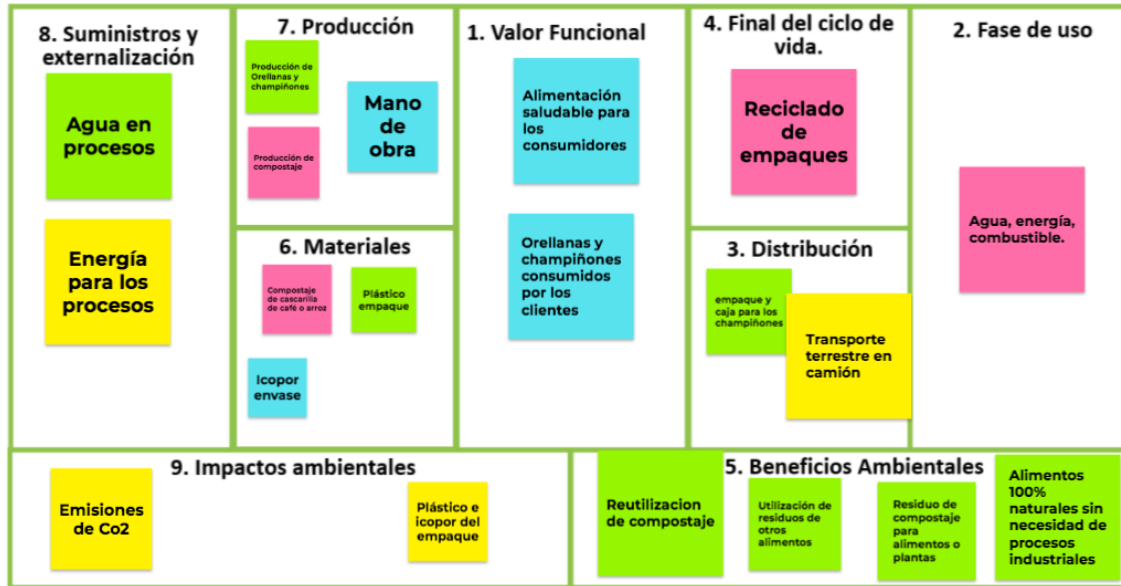 8. Suministros y
externalización
Agua en
procesos
Energía
para los
procesos
7. Producción
Producción de
Orellanas y
champiñones
Mano
de
obra
Producción de
compostaje
6. Materiales
Compostaje
de cascarilla
de café o arroz
Plástico
empaque
Icopor
envase
1. Valor Funcional
Alimentación
saludable para
los
consumidores
Orellanas y
champiñones
consumidos
por los
clientes
4. Final del ciclo de
vida.
Reciclado
de
empaques
3. Distribución
empaque y
caja para los
champiñones
Transporte
terrestre en
camión
2. Fase de uso
Agua, energía,
combustible.
9. Impactos ambientales
Emisiones
de Co2
Plástico e
icopor del
empaque
5. Beneficios Ambientales
Reutilizacion
de compostaje
Utilización de
residuos de
otros
alimentos
Residuo de
compostaje
para
alimentos o
plantas
Alimentos
100%
naturales sin
necesidad de
procesos
industriales